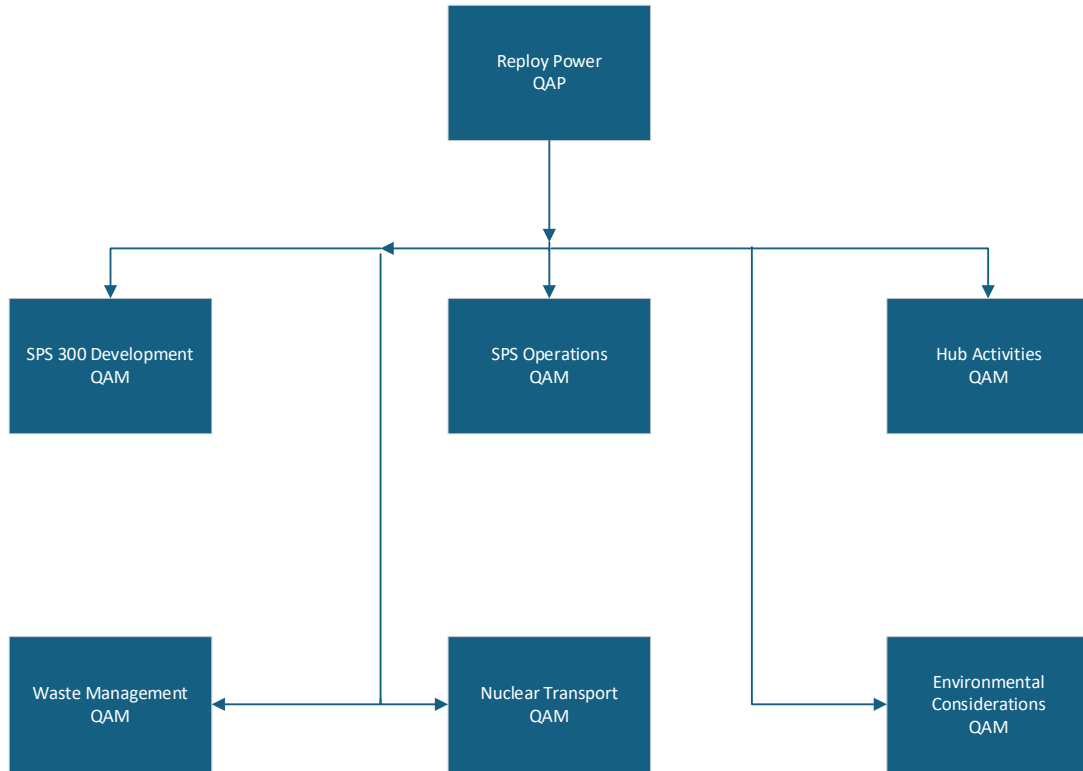 Reploy Power
QAP
SPS 300 Development
QAM
SPS Operations
QAM
Hub Activities
QAM
Waste Management
QAM
Nuclear Transport
QAM
Environmental
Considerations
QAM